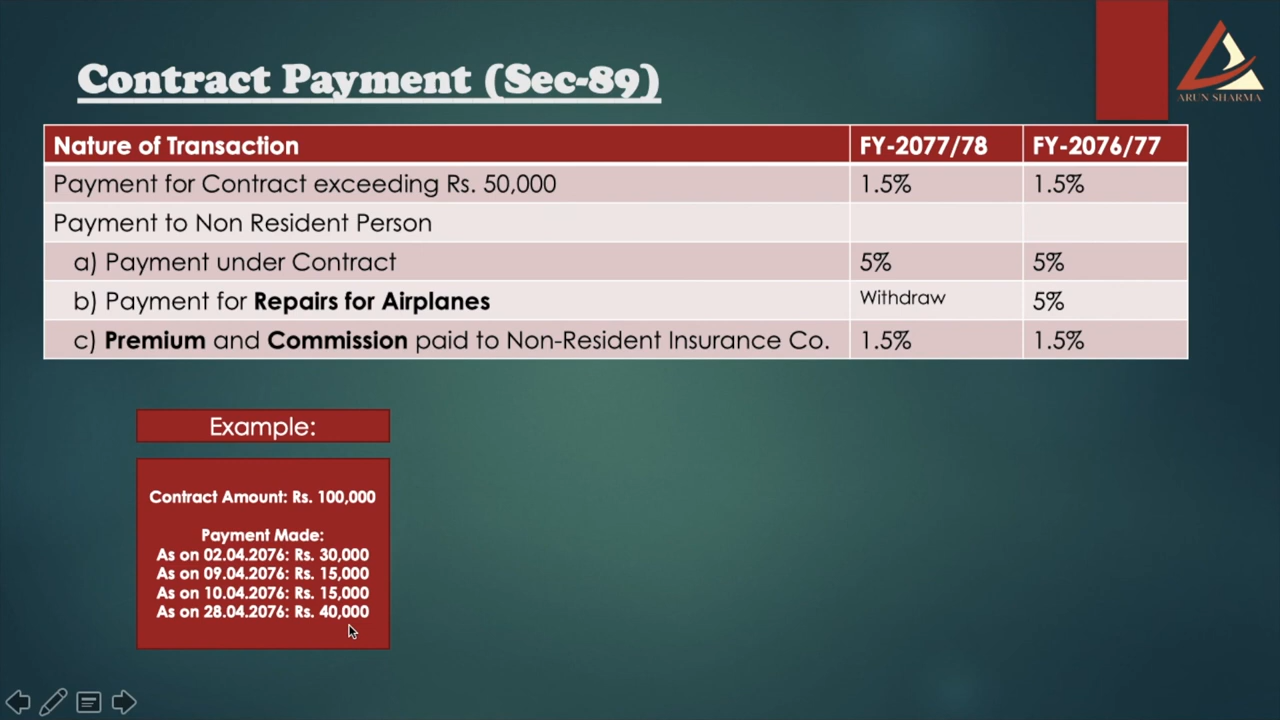 Contract Payment (Sec-89)
ARUN SHARMA
Nature of Transaction FY-2077/78 FY-2076/77
Payment for Contract exceeding Rs. 50,000 1.5% 1.5%
Payment to Non Resident Person
a) Payment under Contract 5% 5%
b) Payment for Repairs for Airplanes Withdraw 5%
c) Premium and Commission paid to Non-Resident Insurance Co. 1.5% 1.5%
Example:
Contract Amount: Rs. 100,000
Payment Made:
As on 02.04.2076: Rs. 30,000
As on 09.04.2076: Rs. 15,000
As on 10.04.2076: Rs. 15,000
As on 28.04.2076: Rs. 40,000